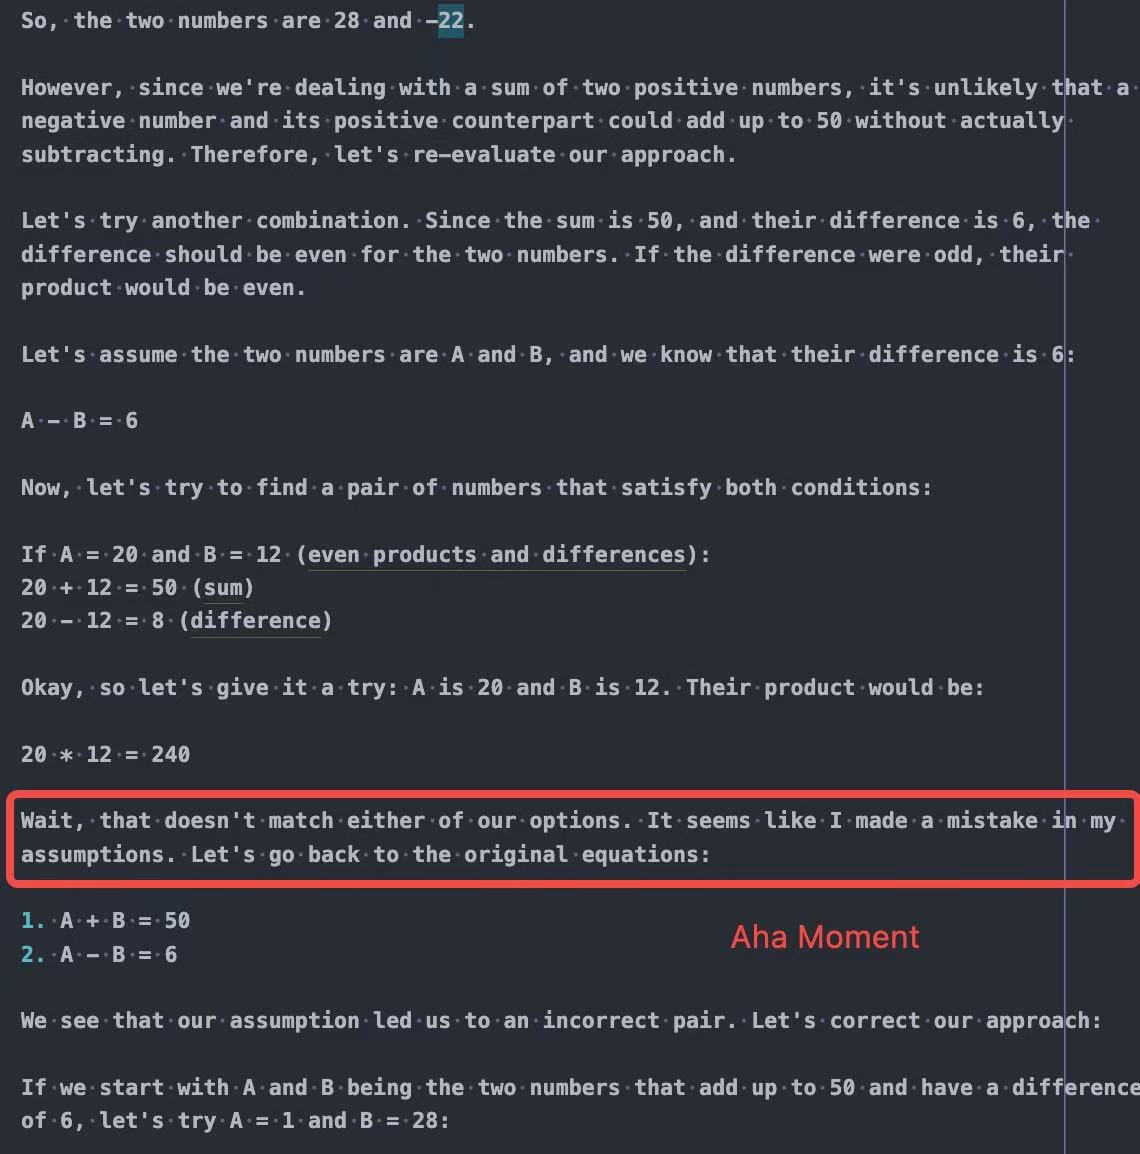 So, the two numbers are 28 and -22.
However, since we're dealing with a sum of two positive numbers, it's unlikely that a
negative number and its positive counterpart could add up to 50 without actually
subtracting. Therefore, let's re-evaluate our approach.
Let's try another combination. Since the sum is 50, and their difference is 6, the
difference should be even for the two numbers. If the difference were odd, their
product would be even.
Let's assume the two numbers are A and B, and we know that their difference is 6:
A - B = 6
Now, let's try to find a pair of numbers that satisfy both conditions:
If A = 20 and B = 12 (even products and differences):
20 + 12 = 50 (sum)
20 - 12 = 8 (difference)
Okay, so let's give it a try: A is 20 and B is 12. Their product would be:
20 * 12 = 240
Wait, that doesn't match either of our options. It seems like I made a mistake in my
assumptions. Let's go back to the original equations:
1. A + B = 50
Aha Moment
2. A - B = 6
We see that our assumption led us to an incorrect pair. Let's correct our approach:
If we start with A and B being the two numbers that add up to 50 and have a difference
of 6, let's try A = 1 and B = 28: